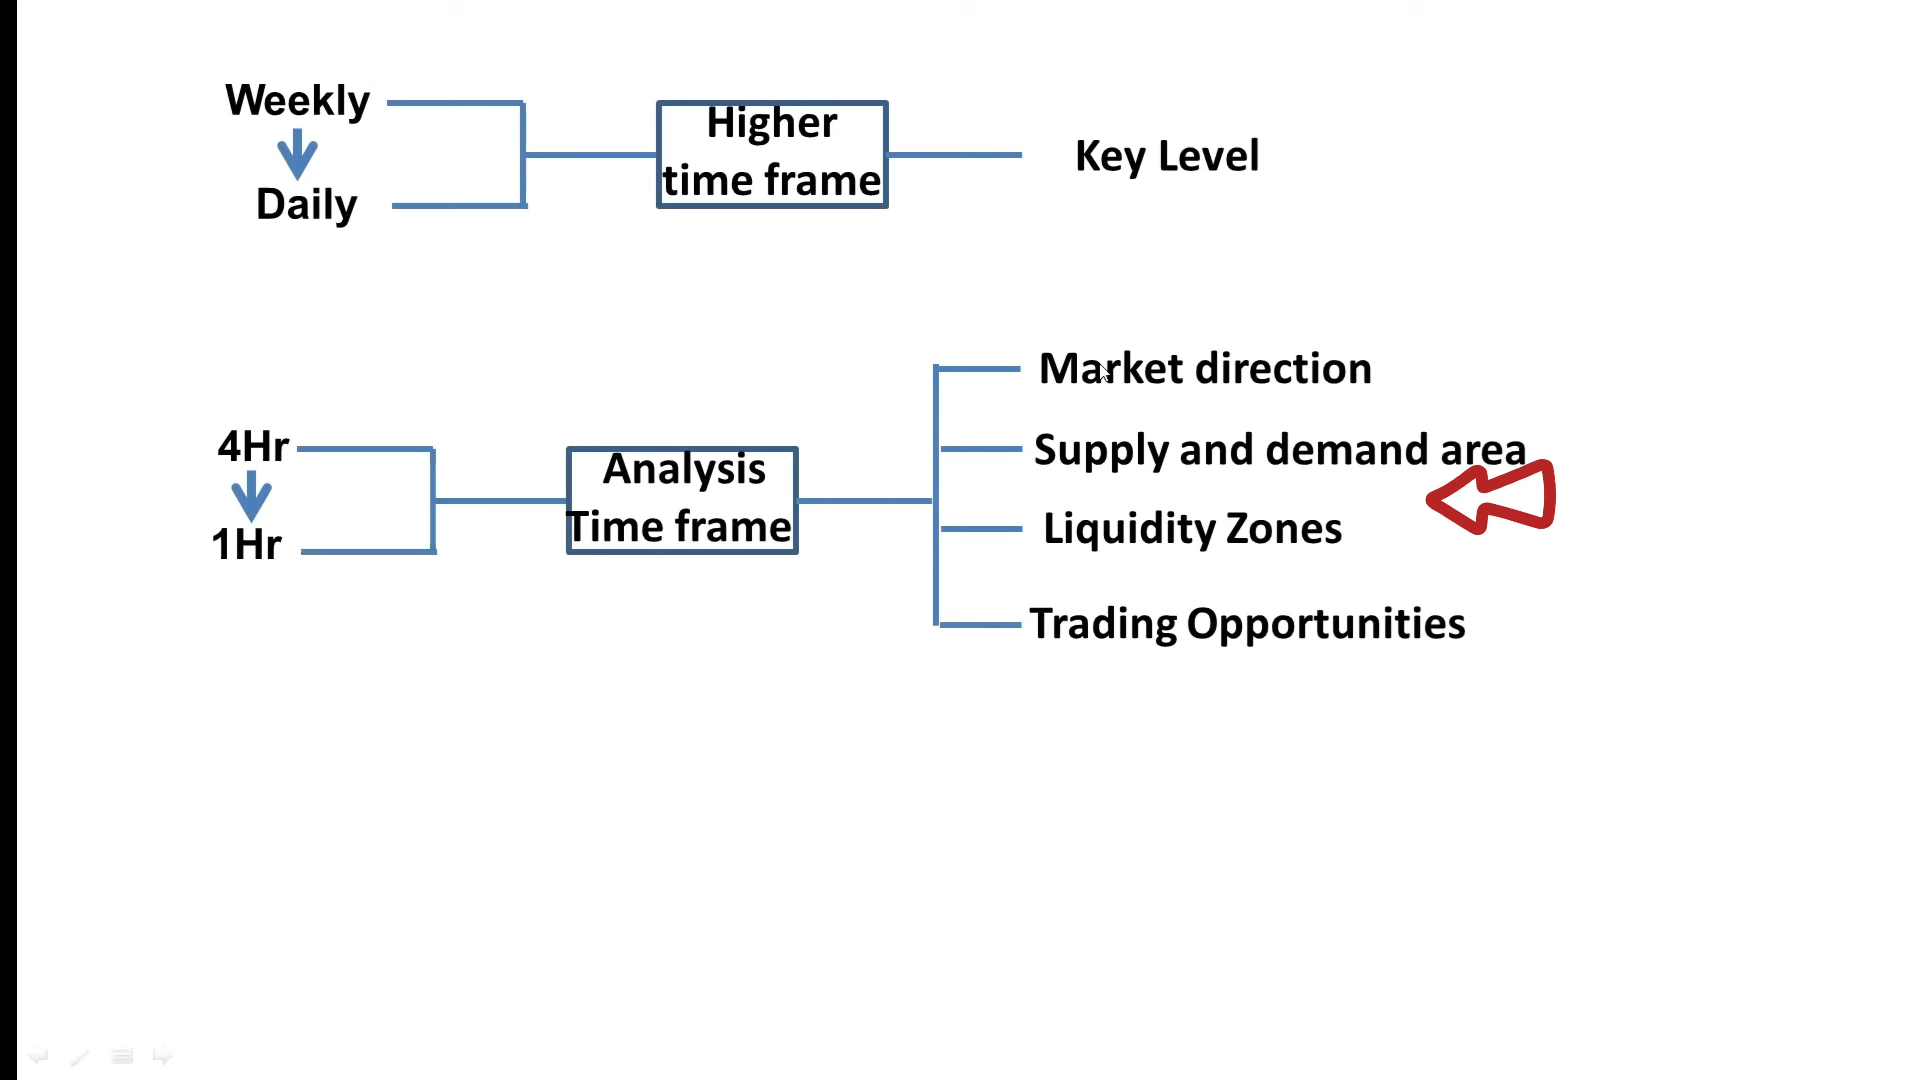 Weekly
Daily
Higher
time frame
Key Level
4Hr
1Hr
Analysis
Time frame
Market direction
Supply and demand area
Liquidity Zones
Trading Opportunities